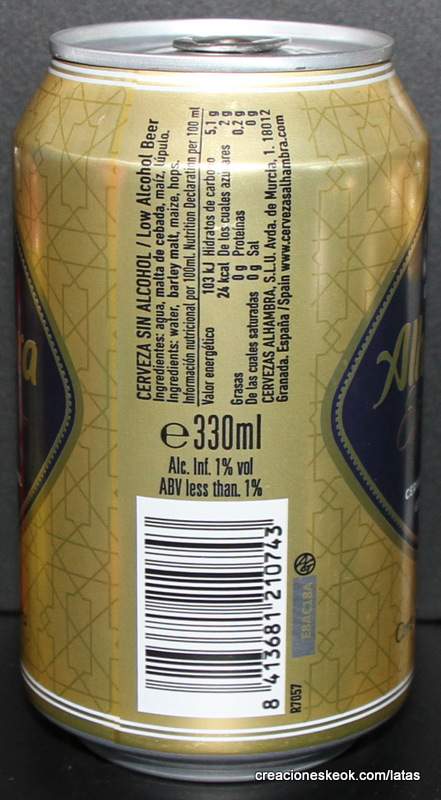 CERVEZA SIN ALCOHOL / Low Alcohol Beer
Ingredientes: agua, malta de cebada, maíz, lúpulo.
Ingredients: water, barley malt, maize, hops.
Información nutricional por 100ml. Nutrition Declaration per 100 ml
Valor energético 103 kJ Hidratos de carbono 5,1 g
24 kcal De los cuales azúcares 2 g
Grasas 0 g Proteínas 0,2 g
De las cuales saturadas 0 g Sal 0 g
CERVEZAS ALHAMBRA, S.L.U. Avda. de Murcia, 1. 18012
Granada. España / Spain www.cervezasalhambra.com
e330ml
Alc. Inf. 1% vol
ABV less than. 1%
8 413681 210743
EBAC18A
R7057
creacioneskeok.com/latas